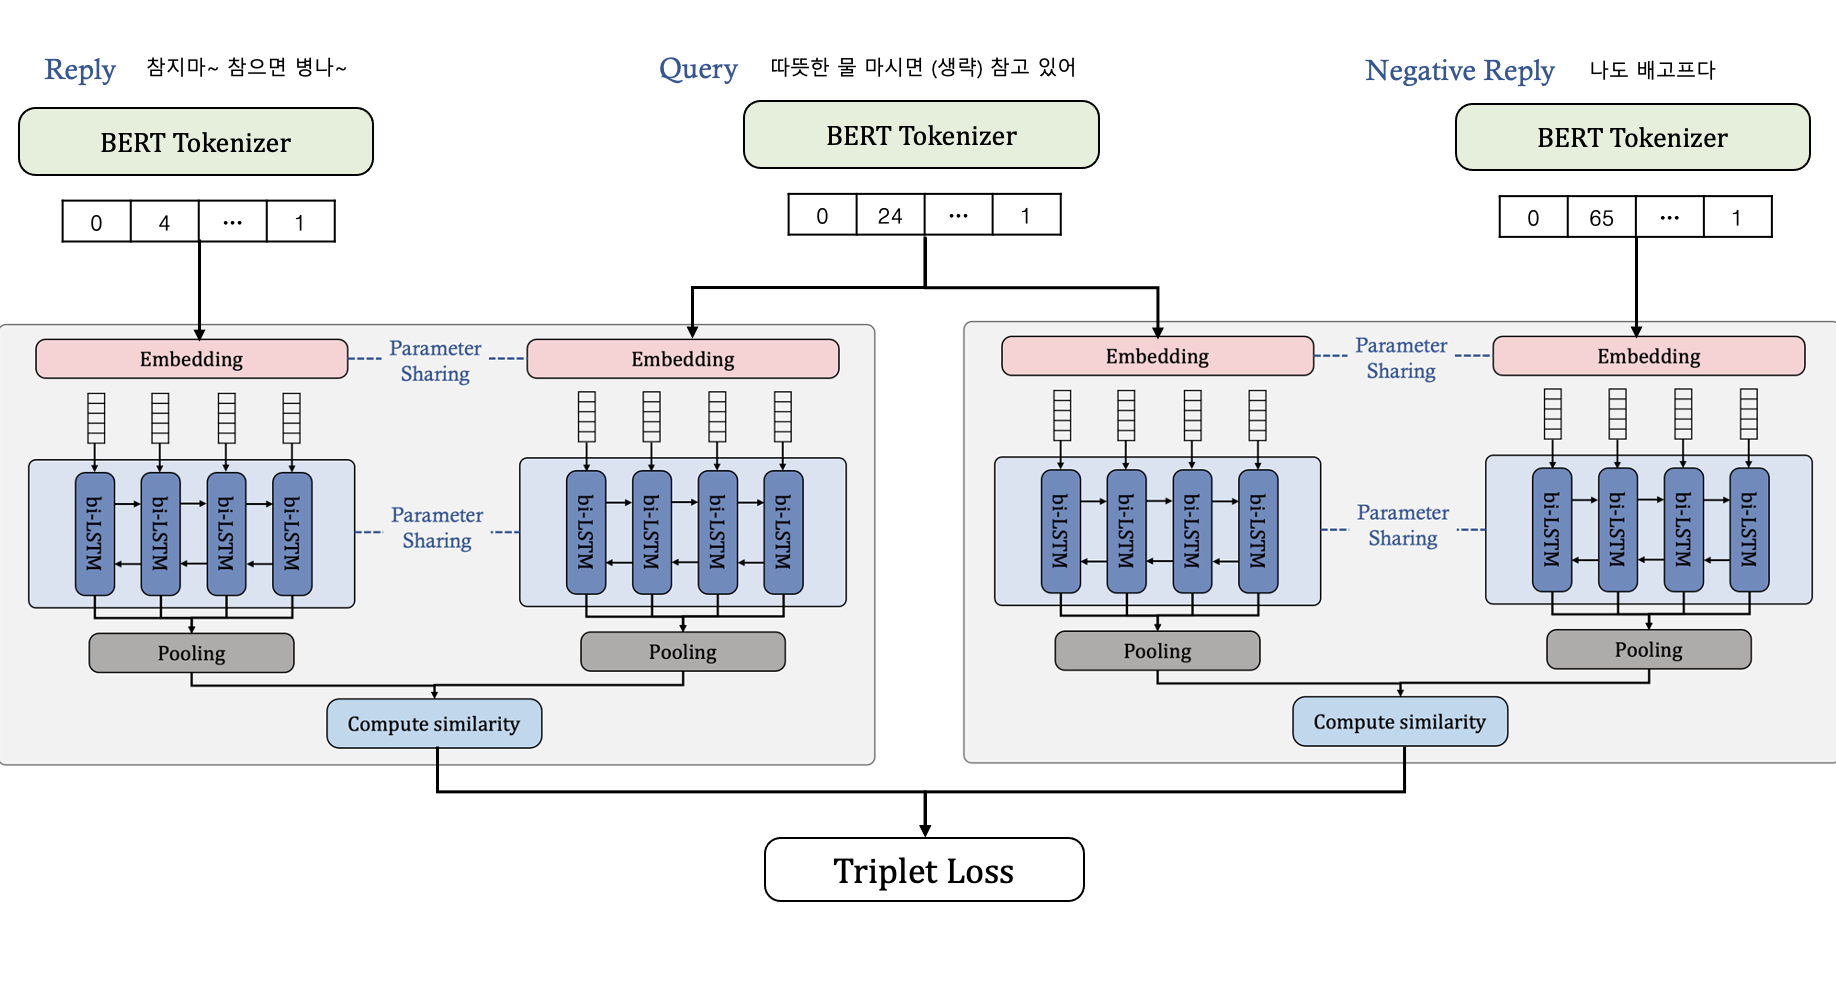 Reply 참지마~ 참으면 병나~
Query 따뜻한 물 마시면 (생략) 참고 있어
Negative Reply 나도 배고프다
BERT Tokenizer
BERT Tokenizer
BERT Tokenizer
0 4 ... 1
0 24 ... 1
0 65 ... 1
Embedding
Parameter
Sharing
Embedding
Embedding
Parameter
Sharing
Embedding
bi-LSTM
bi-LSTM
bi-LSTM
bi-LSTM
Parameter
Sharing
bi-LSTM
bi-LSTM
bi-LSTM
bi-LSTM
bi-LSTM
bi-LSTM
bi-LSTM
bi-LSTM
Parameter
Sharing
bi-LSTM
bi-LSTM
bi-LSTM
bi-LSTM
Pooling
Pooling
Pooling
Pooling
Compute similarity
Compute similarity
Triplet Loss